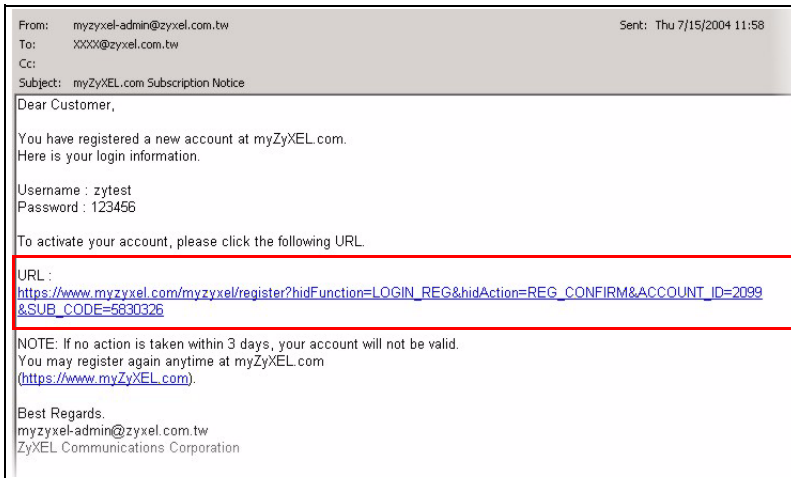 From: myzyxel-admin@zyxel.com.tw Sent: Thu 7/15/2004 11:58
To: XXXX@zyxel.com.tw
Cc:
Subject: myZyXEL.com Subscription Notice
Dear Customer,
You have registered a new account at myZyXEL.com.
Here is your login information.
Username : zytest
Password : 123456
To activate your account, please click the following URL.
URL :
https://www.myzyxel.com/myzyxel/register?hidFunction=LOGIN_REG&hidAction=REG_CONFIRM&ACCOUNT_ID=2099
&SUB_CODE=5830326
NOTE: If no action is taken within 3 days, your account will not be valid.
You may register again anytime at myZyXEL.com
(https://www.myZyXEL.com).
Best Regards.
myzyxel-admin@zyxel.com.tw
ZyXEL Communications Corporation